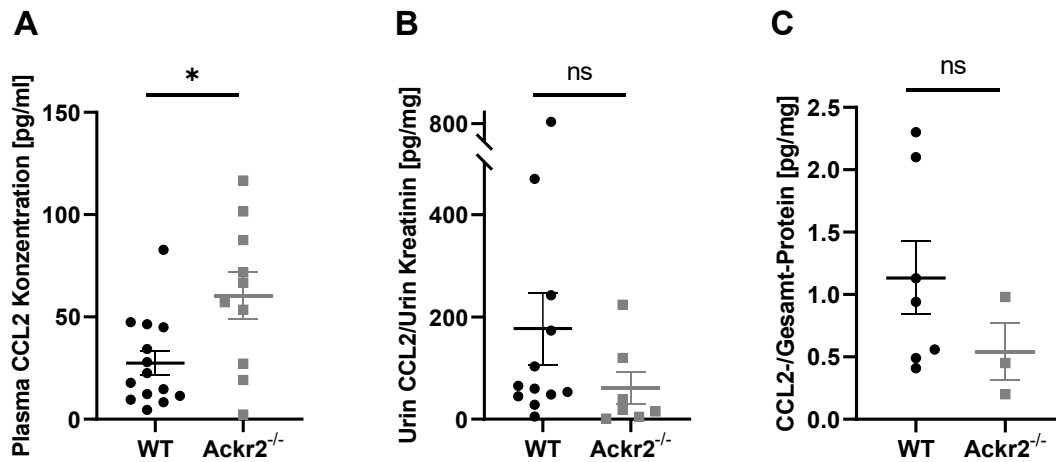 A
*
Plasma CCL2 Konzentration [pg/ml]
150
100
50
0
WT
Ackr2-/-
B
ns
Urin CCL2/Urin Kreatinin [pg/mg]
800
400
200
0
WT
Ackr2-/-
C
ns
CCL2-/Gesamt-Protein [pg/mg]
2.5
2.0
1.5
1.0
0.5
0.0
WT
Ackr2-/-